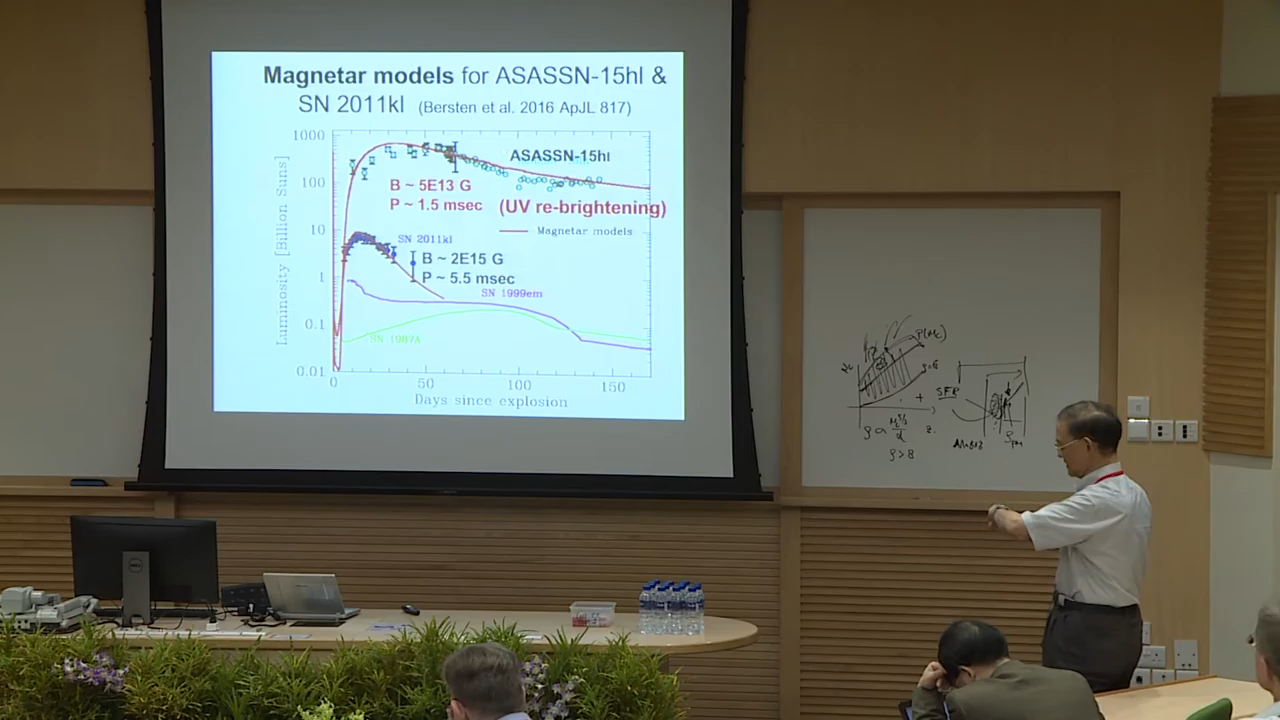 Magnetar models for ASASSN-15hl &
SN 2011kl (Bersten et al. 2016 ApJL 817)
Luminosity [Billion Suns]
1000
100
10
1
0.1
0.01
ASASSN-15hl
B ~ 5E13 G
P ~ 1.5 msec
(UV re-brightening)
Magnetar models
SN 2011kl
B ~ 2E15 G
P ~ 5.5 msec
SN 1999em
SN 1987A
0 50 100 150
Days since explosion
SFR
DELL